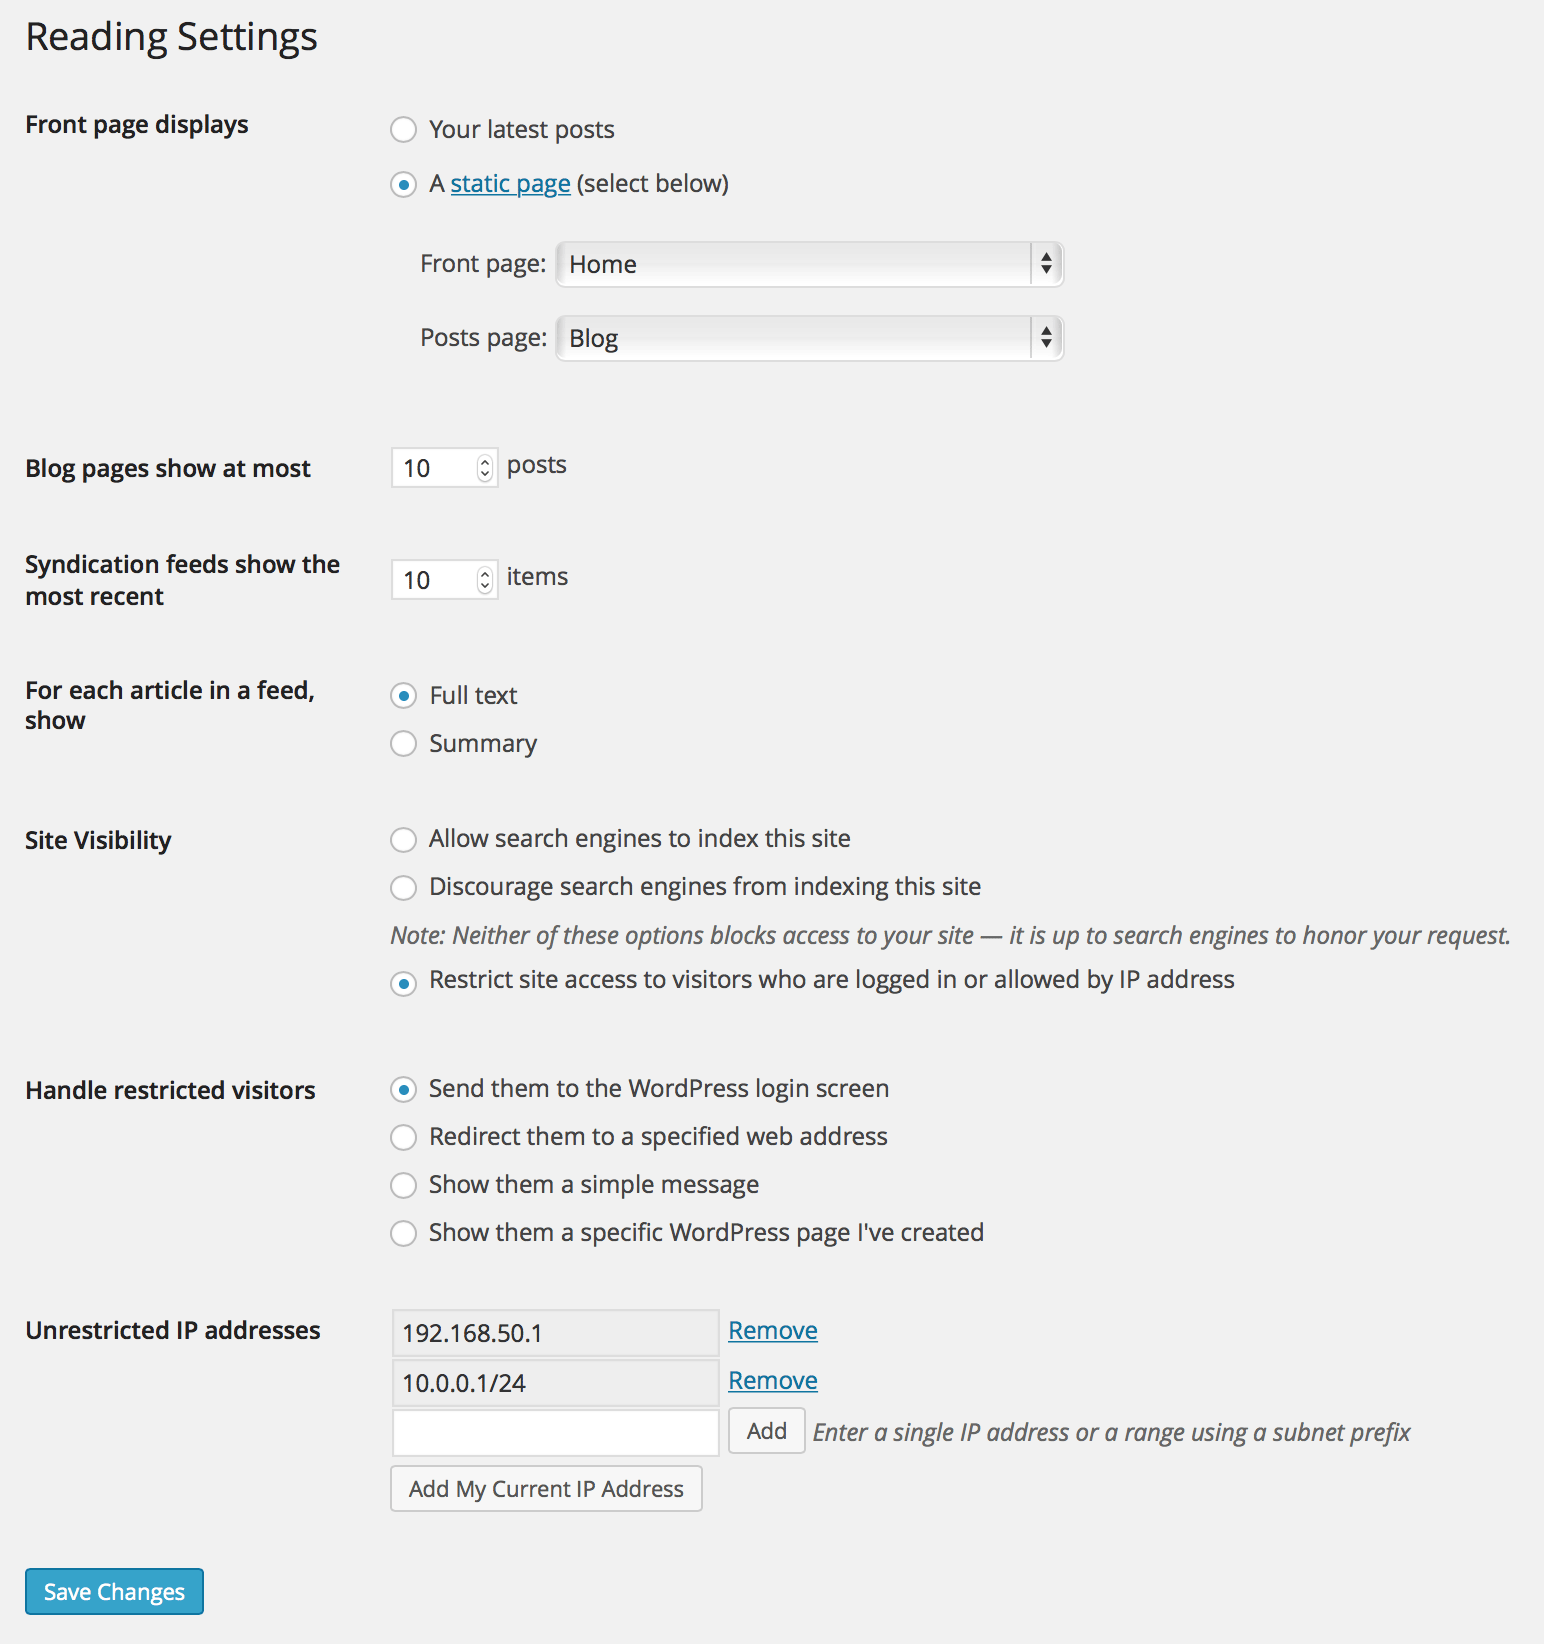 Reading Settings
Front page displays
Your latest posts
A static page (select below)
Front page: Home
Posts page: Blog
Blog pages show at most 10 posts
Syndication feeds show the
most recent
10 items
For each article in a feed,
show
Full text
Summary
Site Visibility
Allow search engines to index this site
Discourage search engines from indexing this site
Note: Neither of these options blocks access to your site — it is up to search engines to honor your request.
Restrict site access to visitors who are logged in or allowed by IP address
Handle restricted visitors
Send them to the WordPress login screen
Redirect them to a specified web address
Show them a simple message
Show them a specific WordPress page I've created
Unrestricted IP addresses
192.168.50.1 Remove
10.0.0.1/24 Remove
Add Enter a single IP address or a range using a subnet prefix
Add My Current IP Address
Save Changes